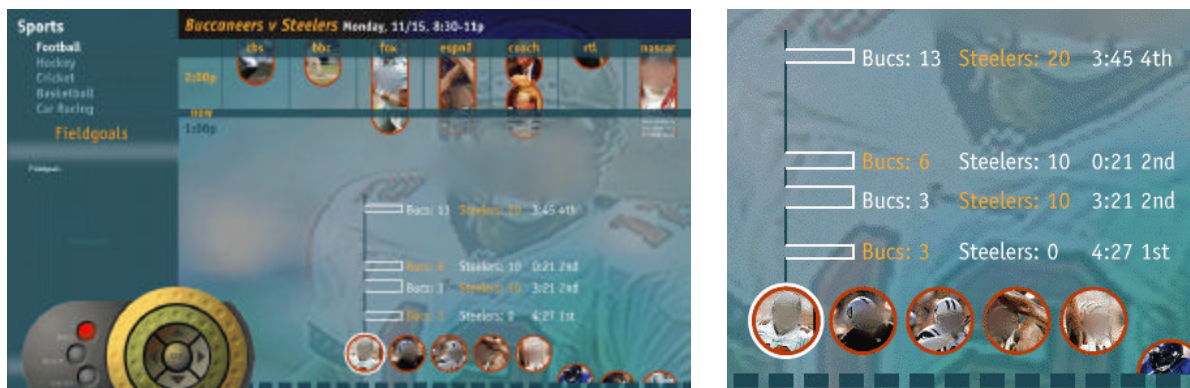 Sports
Football
Hockey
Cricket
Basketball
Car Racing
Fieldgoals
Buccaneers v Steelers Monday, 11/15, 8:30-11p
cbs bbc fox espn2 coach rtl nascar
2:00p
now
1:00p
Bucs: 13 Steelers: 20 3:45 4th
Bucs: 6 Steelers: 10 0:21 2nd
Bucs: 3 Steelers: 10 3:21 2nd
Bucs: 3 Steelers: 0 4:27 1st
Bucs: 13 Steelers: 20 3:45 4th
Bucs: 6 Steelers: 10 0:21 2nd
Bucs: 3 Steelers: 10 3:21 2nd
Bucs: 3 Steelers: 0 4:27 1st